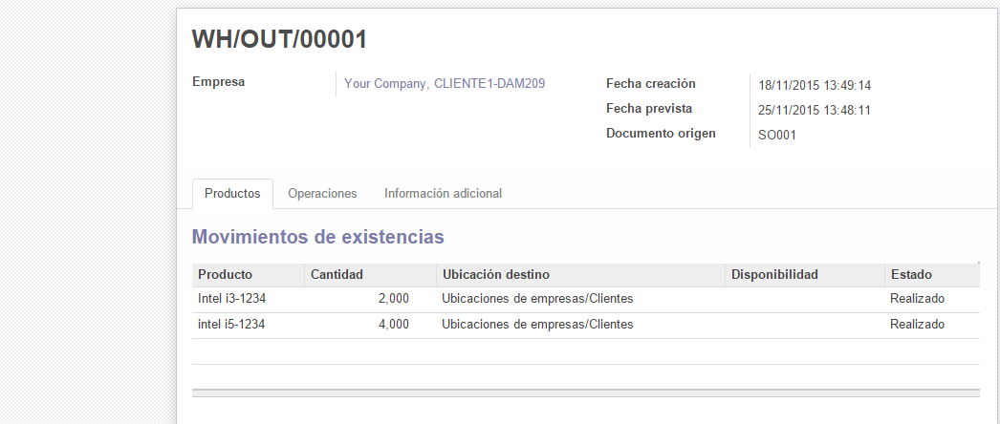 WH/OUT/00001
Empresa Your Company, CLIENTE1-DAM209
Fecha creación 18/11/2015 13:49:14
Fecha prevista 25/11/2015 13:48:11
Documento origen SO001
Productos Operaciones Información adicional
Movimientos de existencias
Producto Cantidad Ubicación destino Disponibilidad Estado
Intel i3-1234 2,000 Ubicaciones de empresas/Clientes Realizado
intel i5-1234 4,000 Ubicaciones de empresas/Clientes Realizado